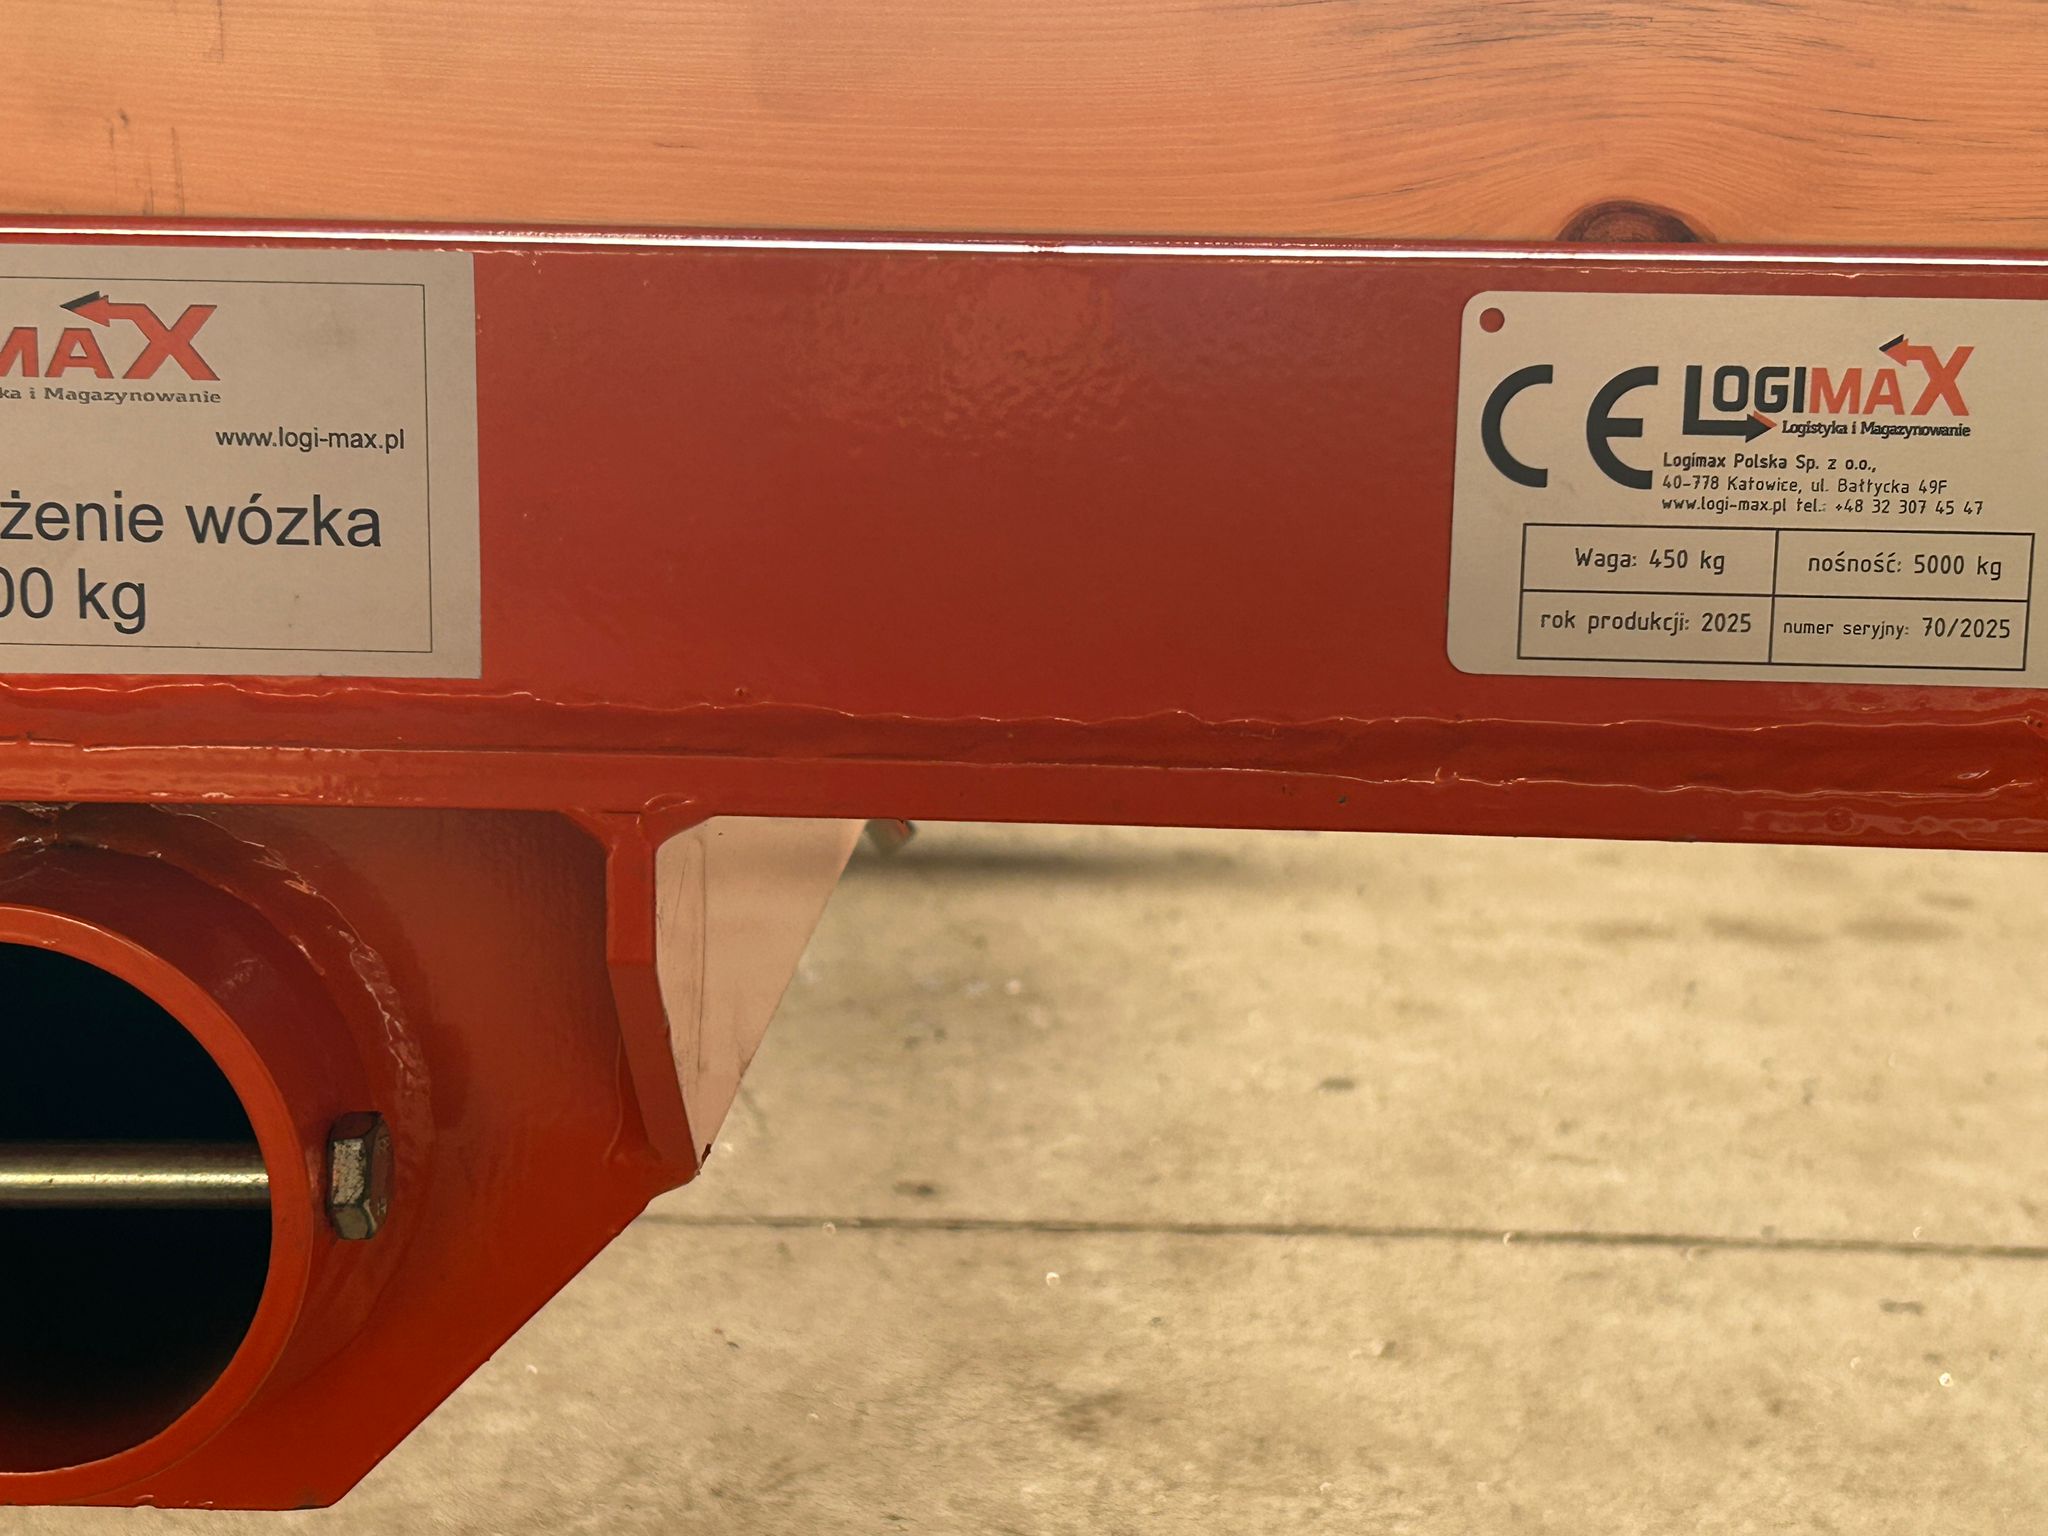 MAX
ka i Magazynowanie
www.logi-max.pl
żenie wózka
00 kg
CE
LOGIMAX
Logistyka i Magazynowanie
Logimax Polska Sp. z o.o.,
40-778 Katowice, ul. Bałtycka 49F
www.logi-max.pl tel.: +48 32 307 45 47
Waga: 450 kg
nośność: 5000 kg
rok produkcji: 2025
numer seryjny: 70/2025